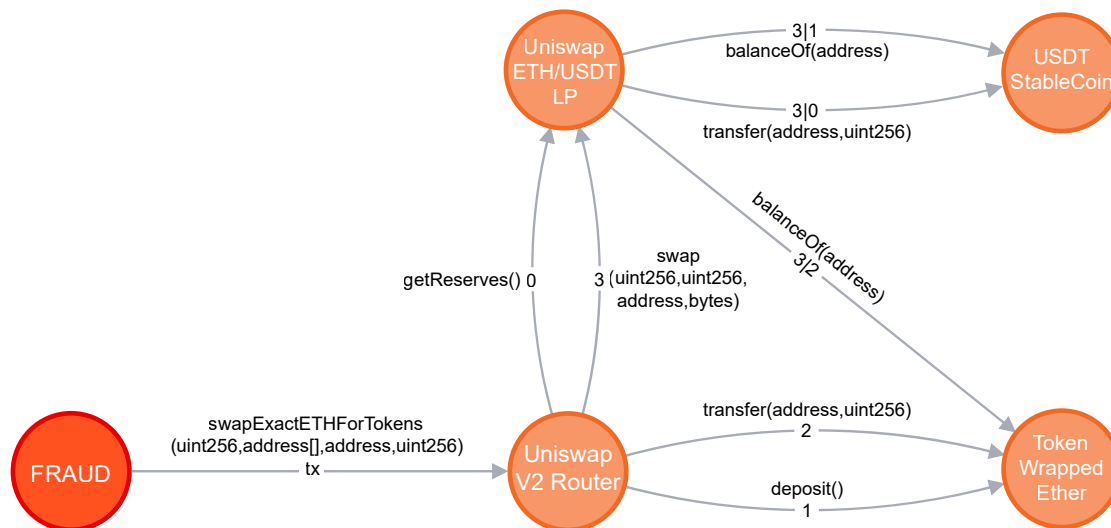 Uniswap
ETH/USDT
LP
3|1
balanceOf(address)
3|0
transfer(address,uint256)
USDT
StableCoin
balanceOf(address)
3|2
getReserves() 0
3
swap
(uint256,uint256,
address,bytes)
FRAUD
swapExactETHForTokens
(uint256,address[],address,uint256)
tx
Uniswap
V2 Router
transfer(address,uint256)
2
deposit()
1
Token
Wrapped
Ether